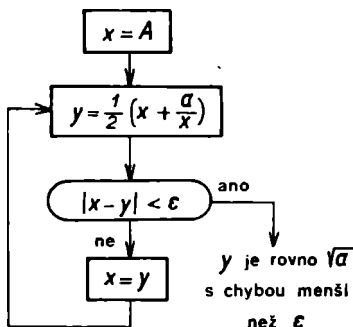 x = A
y = 1/2 (x + a/x)
|x - y| < ε
ano
ne
x = y
y je rovno √a
s chybou menší
než ε